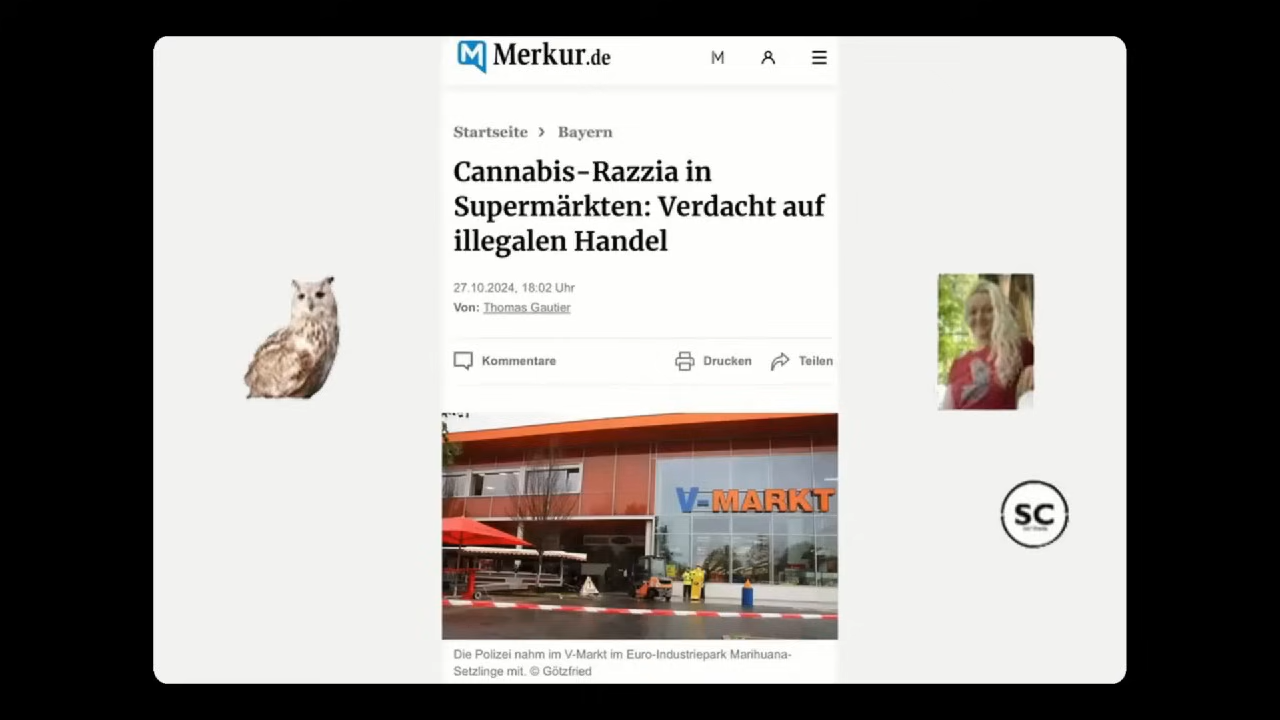 Merkur.de
M
Startseite > Bayern
Cannabis-Razzia in
Supermärkten: Verdacht auf
illegalen Handel
27.10.2024, 18:02 Uhr
Von: Thomas Gautier
Kommentare
Drucken
Teilen
V-MARKT
SC
Die Polizei nahm im V-Markt im Euro-Industriepark Marihuana-
Setzlinge mit. © Götzfried